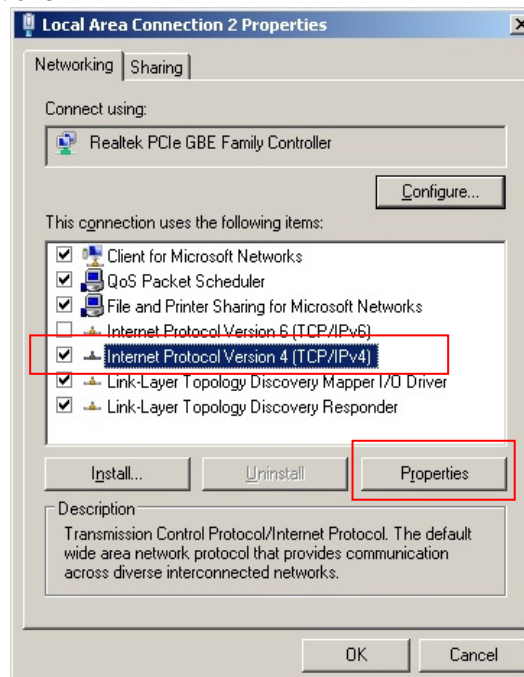 Local Area Connection 2 Properties
Networking
Sharing
Connect using:
Realtek PCIe GBE Family Controller
Configure...
This connection uses the following items:
Client for Microsoft Networks
QoS Packet Scheduler
File and Printer Sharing for Microsoft Networks
Internet Protocol Version 6 (TCP/IPv6)
Internet Protocol Version 4 (TCP/IPv4)
Link-Layer Topology Discovery Mapper I/O Driver
Link-Layer Topology Discovery Responder
Install...
Uninstall
Properties
Description
Transmission Control Protocol/Internet Protocol. The default
wide area network protocol that provides communication
across diverse interconnected networks.
OK
Cancel